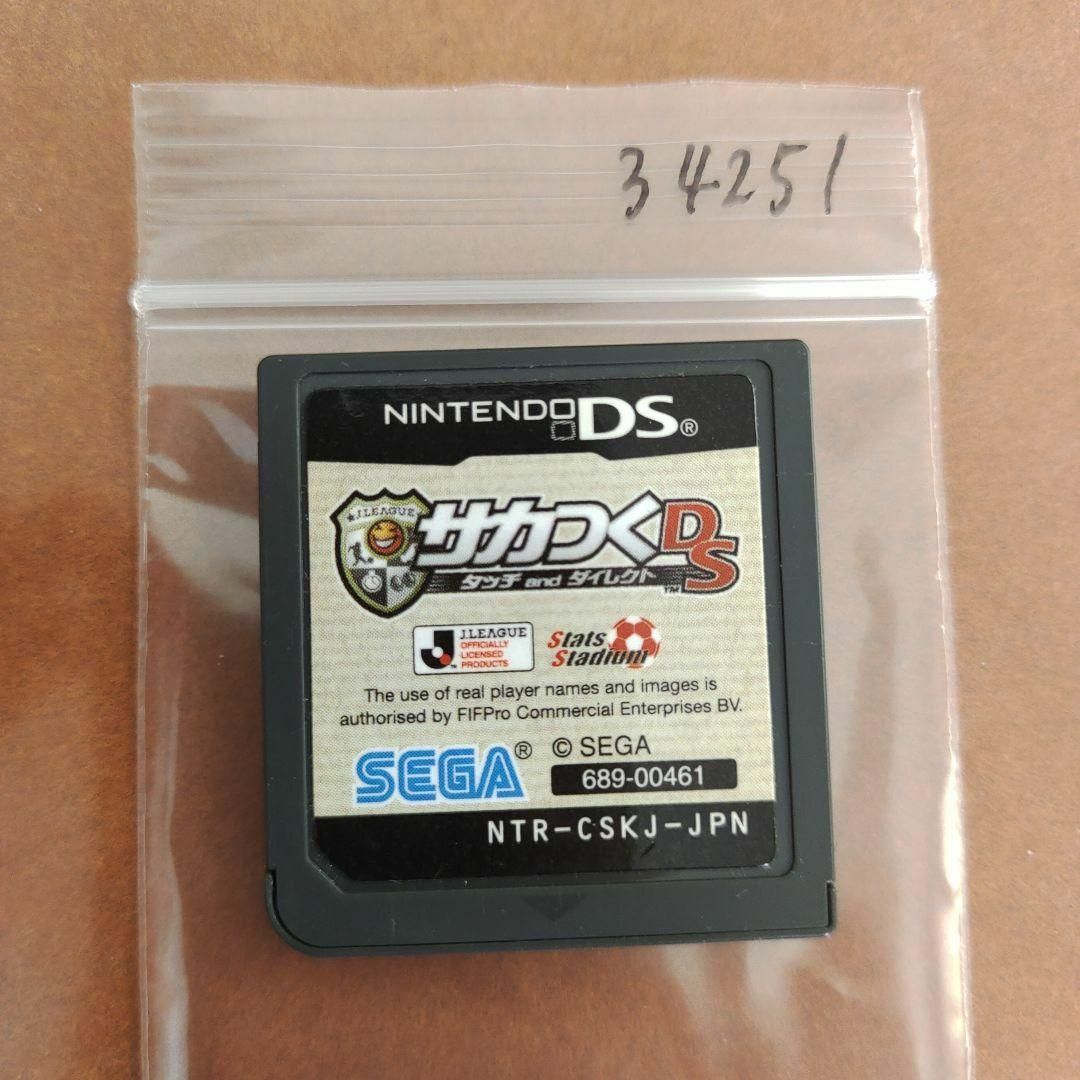 34251
NINTENDO DS®
★J.LEAGUE
サカつくDS
タッチ and ダイレクト
TM
J.LEAGUE
OFFICIALLY
LICENSED
PRODUCTS
TM
Stats
Stadium
The use of real player names and images is
authorised by FIFPro Commercial Enterprises BV.
SEGA® © SEGA
689-00461
NTR-CSKJ-JPN